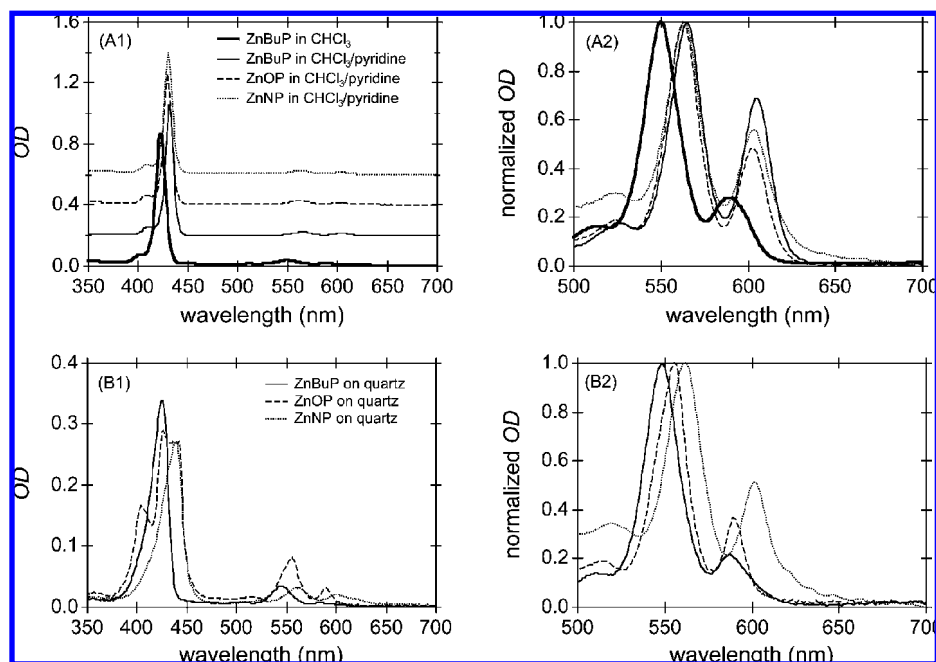 (A1)
ZnBuP in CHCl3
ZnBuP in CHCl3/pyridine
ZnOP in CHCl3/pyridine
ZnNP in CHCl3/pyridine
OD
1.6
1.2
0.8
0.4
0.0
350 400 450 500 550 600 650 700
wavelength (nm)
(A2)
normalized OD
1.0
0.8
0.6
0.4
0.2
0.0
500 550 600 650 700
wavelength (nm)
(B1)
ZnBuP on quartz
ZnOP on quartz
ZnNP on quartz
OD
0.4
0.3
0.2
0.1
0.0
350 400 450 500 550 600 650 700
wavelength (nm)
(B2)
normalized OD
1.0
0.8
0.6
0.4
0.2
0.0
500 550 600 650 700
wavelength (nm)